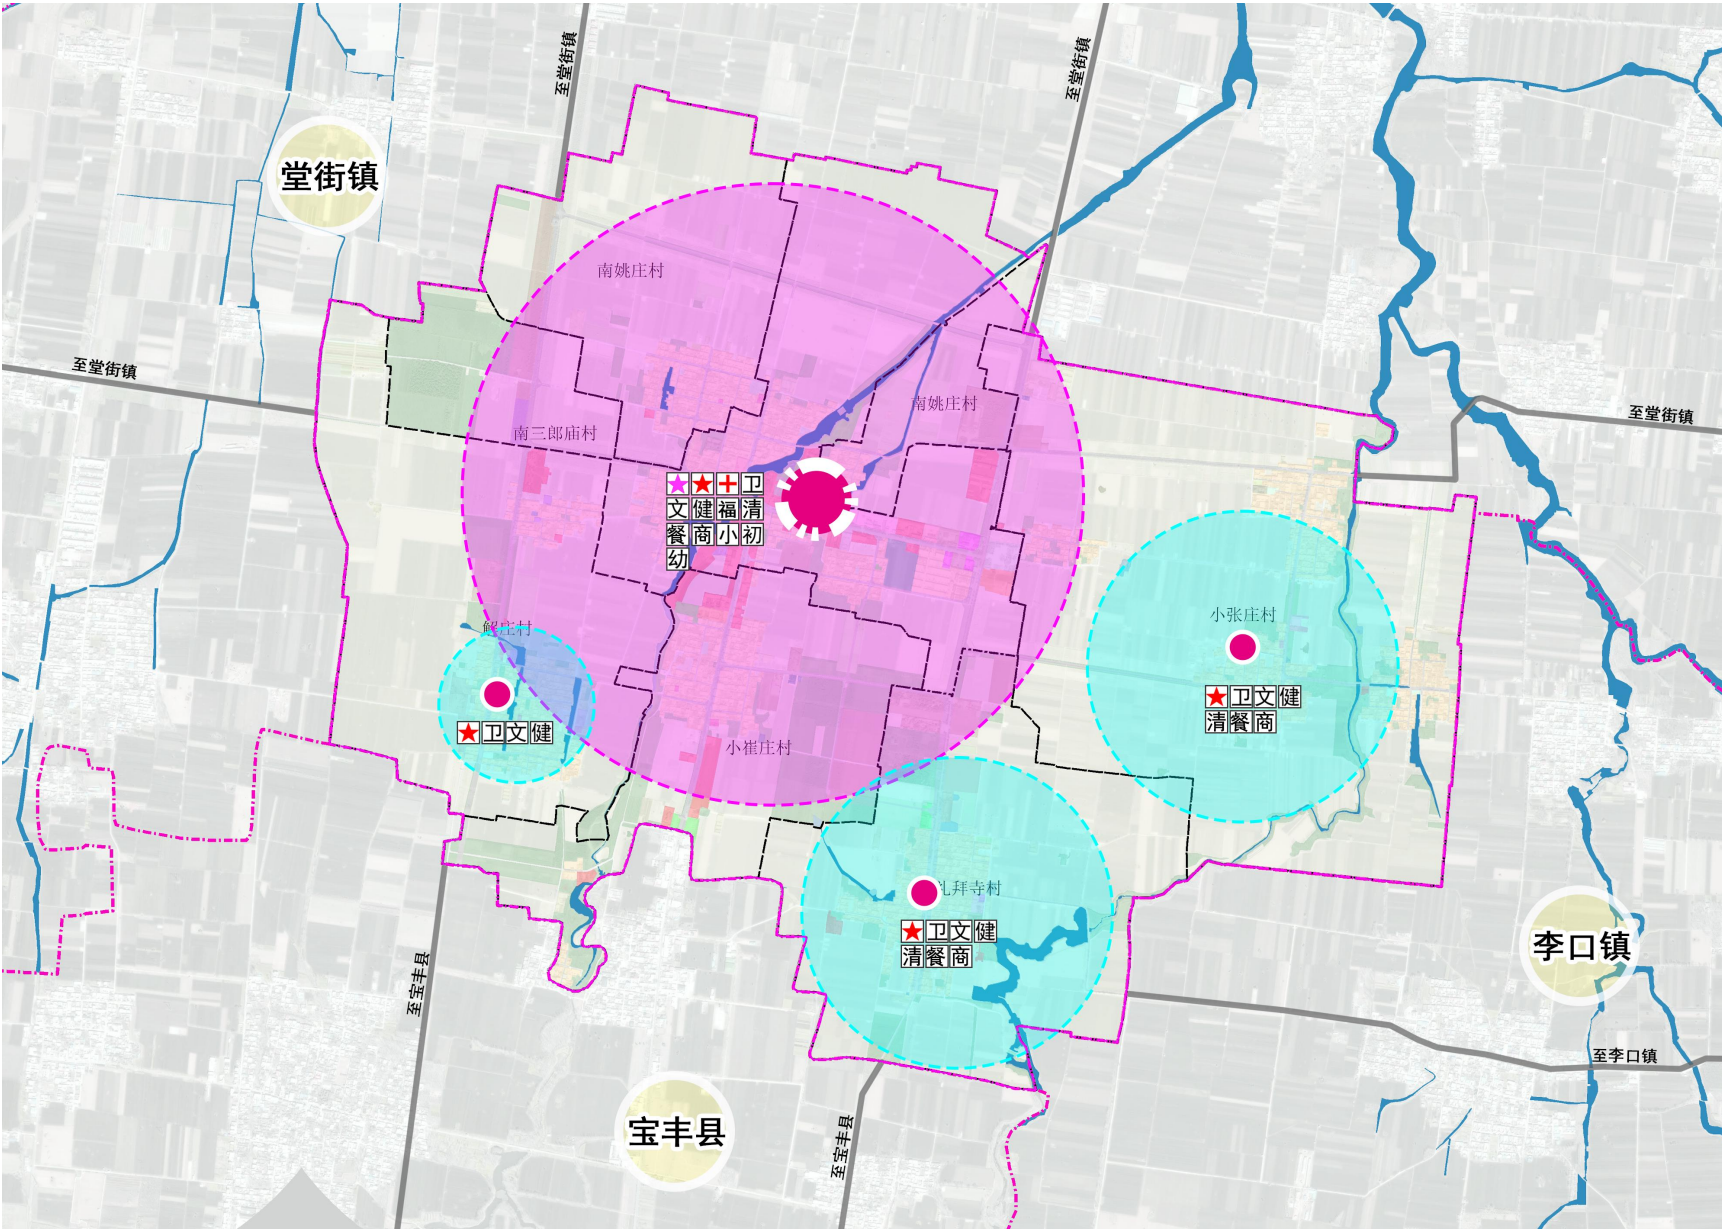 至堂街镇
至堂街镇
堂街镇
南姚庄村
至堂街镇
南姚庄村
至堂街镇
南三郎庙村
卫
文健福清
餐商小初
幼
小张庄村
解庄村
卫文健
清餐商
卫文健
小崔庄村
礼拜寺村
卫文健
清餐商
李口镇
至宝丰县
至李口镇
宝丰县
至宝丰县